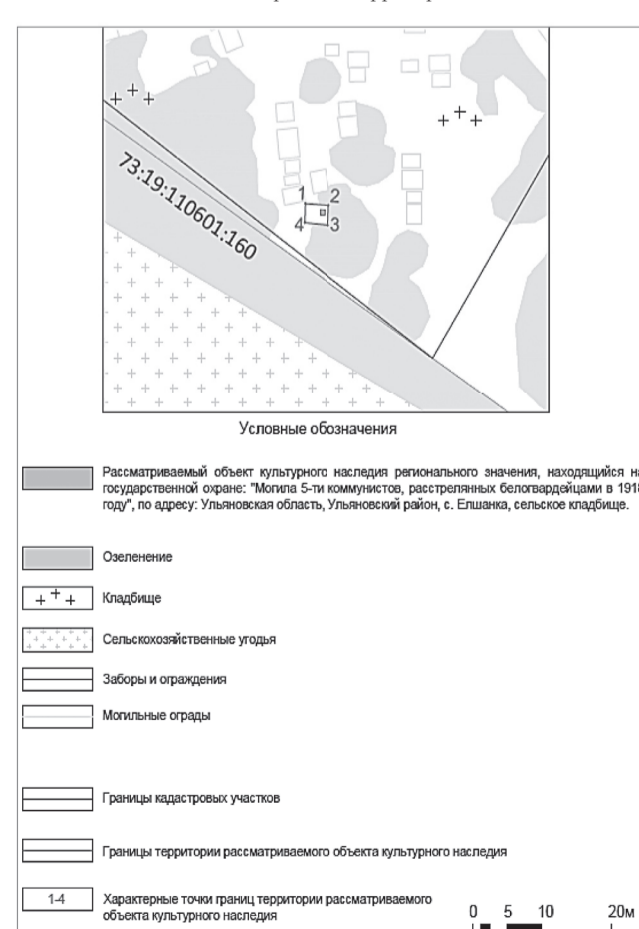 1 2
4 3
73:19:110601:160
Условные обозначения
Рассматриваемый объект культурного наследия регионального значения, находящийся на
государственной охране: "Могила 5-ти коммунистов, расстрелянных белогвардейцами в 1918
году", по адресу: Ульяновская область, Ульяновский район, с. Елшанка, сельское кладбище.
Озеленение
Кладбище
Сельскохозяйственные угодья
Заборы и ограждения
Могильные ограды
Границы кадастровых участков
Границы территории рассматриваемого объекта культурного наследия
1-4 Характерные точки границ территории рассматриваемого
объекта культурного наследия
0 5 10 20м